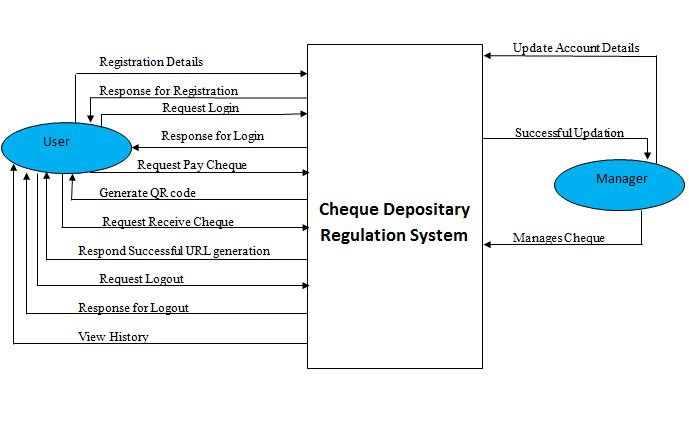 Registration Details
Response for Registration
Request Login
Response for Login
User
Request Pay Cheque
Generate QR code
Request Receive Cheque
Respond Successful URL generation
Request Logout
Response for Logout
View History
Cheque Depositary
Regulation System
Update Account Details
Successful Updation
Manager
Manages Cheque